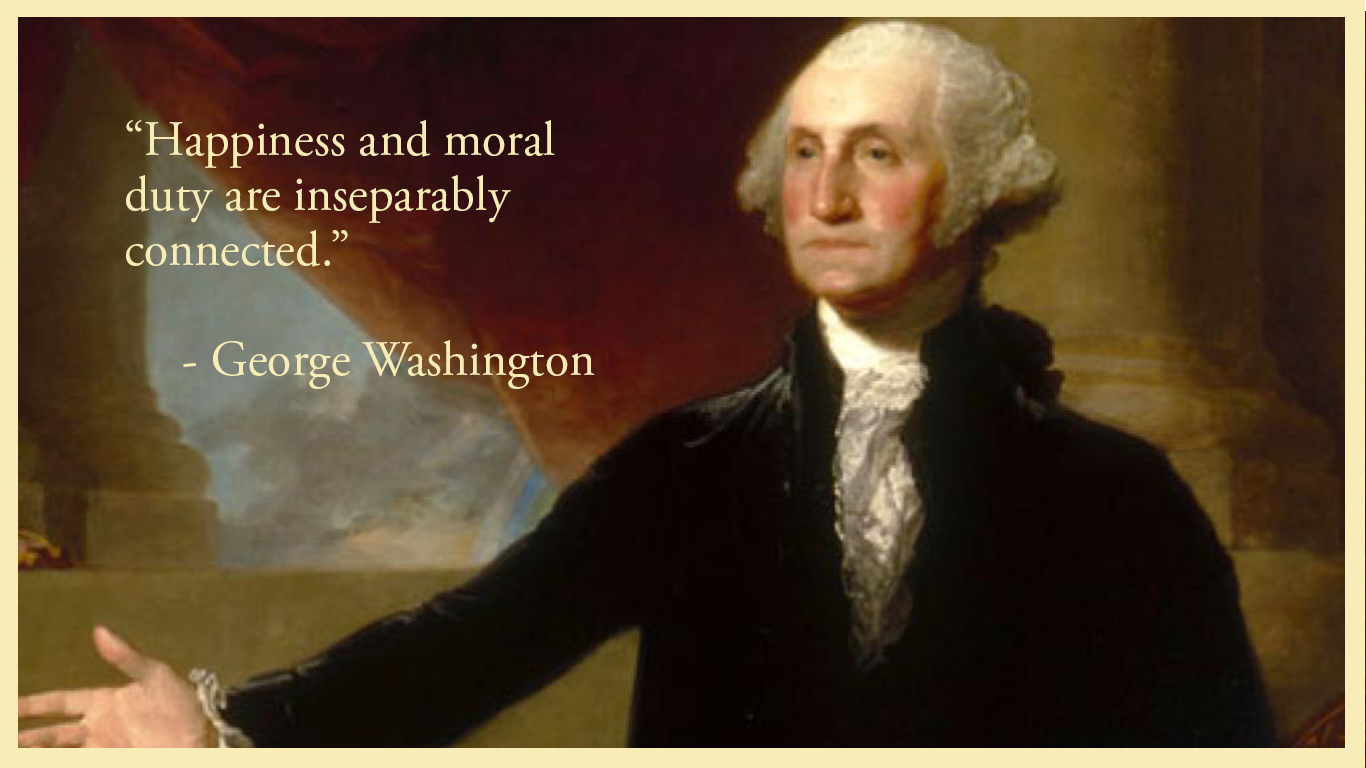 “Happiness and moral
duty are inseparably
connected.”
- George Washington